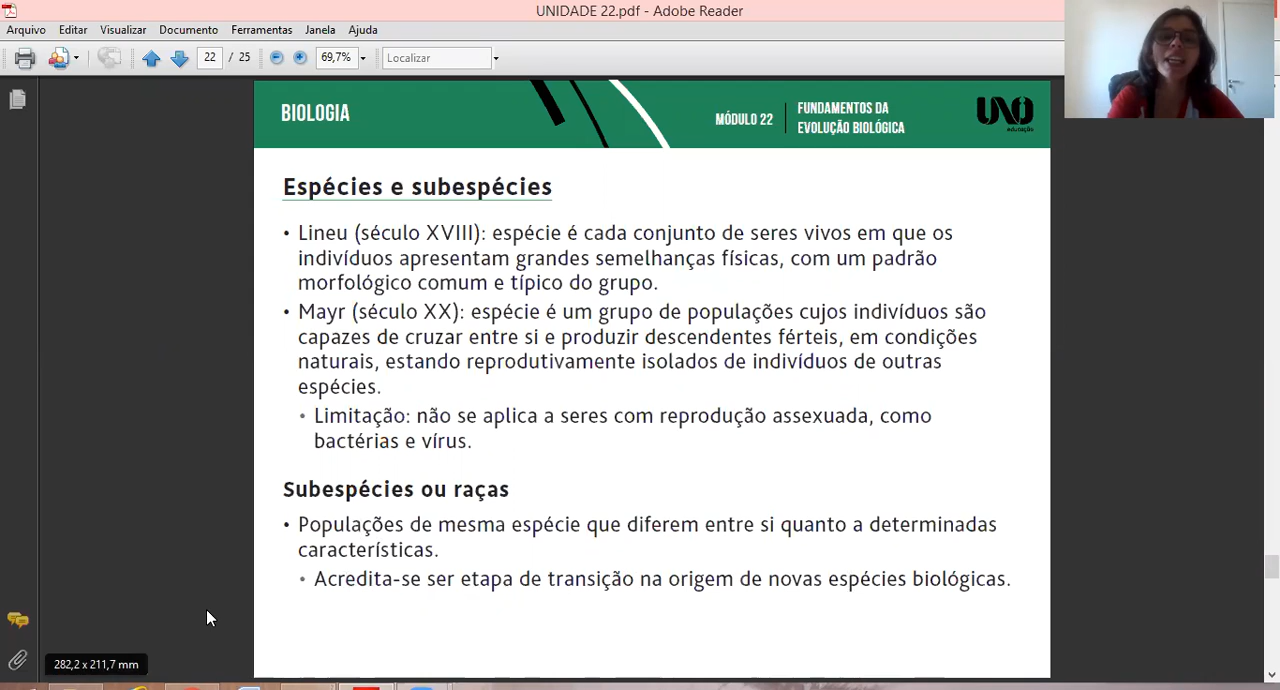 UNIDADE 22.pdf - Adobe Reader
Arquivo Editar Visualizar Documento Ferramentas Janela Ajuda
22 / 25 69,7% Localizar
BIOLOGIA
MÓDULO 22
FUNDAMENTOS DA
EVOLUÇÃO BIOLÓGICA
UNO
educação
Espécies e subespécies
• Lineu (século XVIII): espécie é cada conjunto de seres vivos em que os
indivíduos apresentam grandes semelhanças físicas, com um padrão
morfológico comum e típico do grupo.
• Mayr (século XX): espécie é um grupo de populações cujos indivíduos são
capazes de cruzar entre si e produzir descendentes férteis, em condições
naturais, estando reprodutivamente isolados de indivíduos de outras
espécies.
• Limitação: não se aplica a seres com reprodução assexuada, como
bactérias e vírus.
Subespécies ou raças
• Populações de mesma espécie que diferem entre si quanto a determinadas
características.
• Acredita-se ser etapa de transição na origem de novas espécies biológicas.
282,2 x 211,7 mm